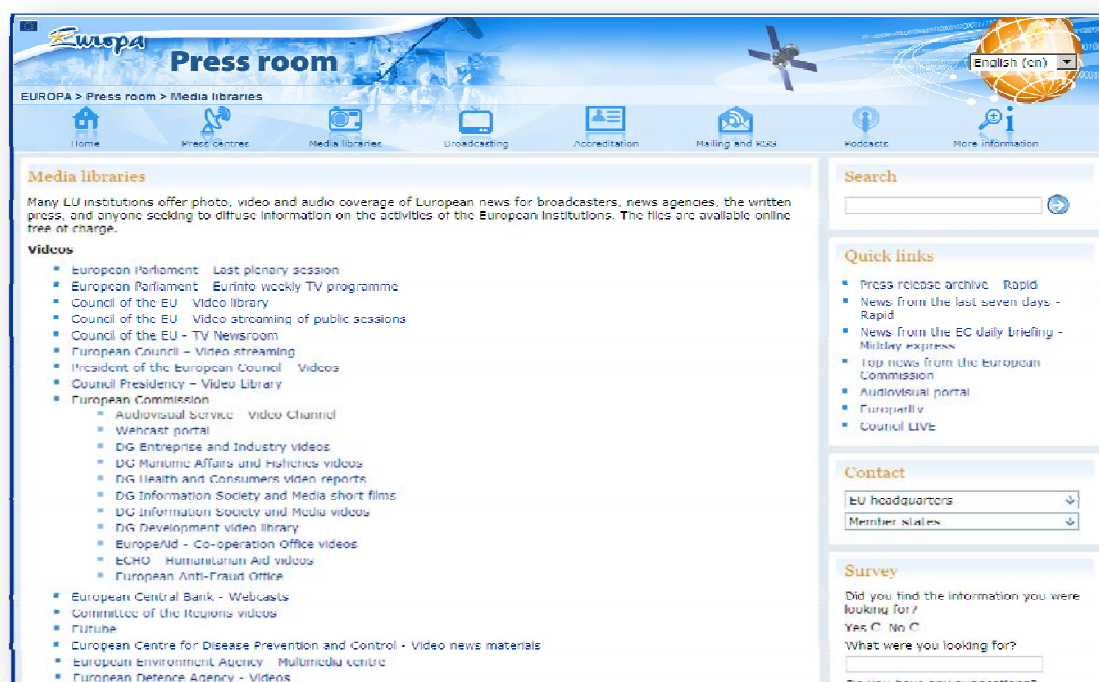 Europa
Press room
English (en)
EUROPA > Press room > Media libraries
Home
Press centres
Media libraries
Broadcasting
Accreditation
Mailing and RSS
Podcasts
More information
Media libraries
Many EU institutions offer photo, video and audio coverage of European news for broadcasters, news agencies, the written
press, and anyone seeking to diffuse information on the activities of the European institutions. The files are available online
free of charge.
Videos
European Parliament Last plenary session
European Parliament Eurinfo weekly TV programme
Council of the EU Video library
Council of the EU Video streaming of public sessions
Council of the EU - TV Newsroom
European Council – Video streaming
President of the European Council Videos
Council Presidency – Video Library
European Commission
Audiovisual Service Video Channel
Webcast portal
DG Entreprise and Industry videos
DG Maritime Affairs and Fisheries videos
DG Health and Consumers video reports
DG Information Society and Media short films
DG Information Society and Media videos
DG Development video library
EuropeAid - Co-operation Office videos
ECHO Humanitarian Aid videos
European Anti-Fraud Office
European Central Bank - Webcasts
Committee of the Regions videos
EUtube
European Centre for Disease Prevention and Control - Video news materials
European Environment Agency Multimedia centre
European Defence Agency - Videos
Search
Quick links
Press release archive Rapid
News from the last seven days -
Rapid
News from the EC daily briefing -
Midday express
Top news from the European
Commission
Audiovisual portal
Europarltv
Council LIVE
Contact
EU headquarters
Member states
Survey
Did you find the information you were
looking for?
Yes No
What were you looking for?
Do you have any suggestions?